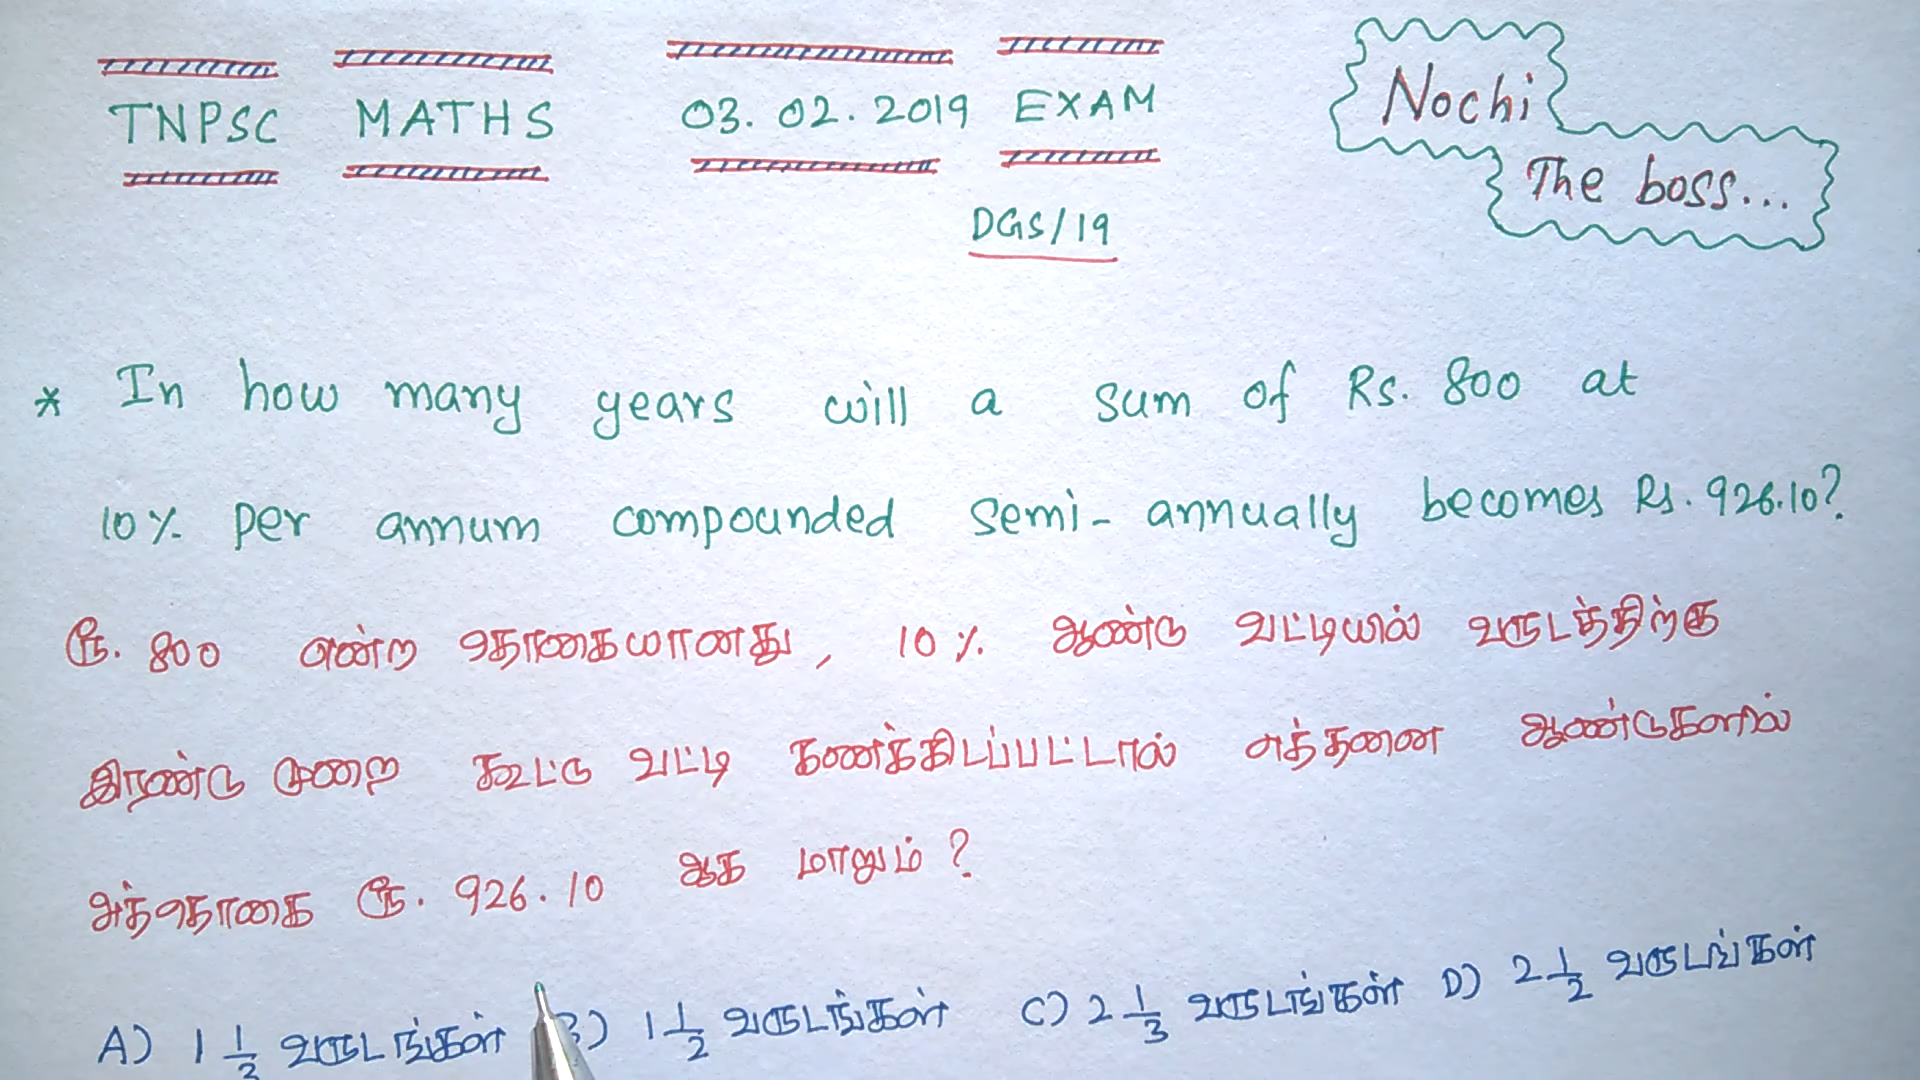 TNPSC MATHS 03.02.2019 EXAM
Nochi
The boss...
DGS/19
* In how many years will a sum of Rs. 800 at
10% per annum compounded semi-annually becomes Rs. 926.10?
ரூ. 800 என்ற தொகையானது, 10% ஆண்டு வட்டியில் வருடத்திற்கு
இரண்டு முறை கூட்டு வட்டி கணக்கிடப்பட்டால் எத்தனை ஆண்டுகளில்
அத்தொகை ரூ. 926.10 ஆக மாறும்?
A) 1 1/3 வருடங்கள் B) 1 1/2 வருடங்கள் C) 2 1/3 வருடங்கள் D) 2 1/2 வருடங்கள்